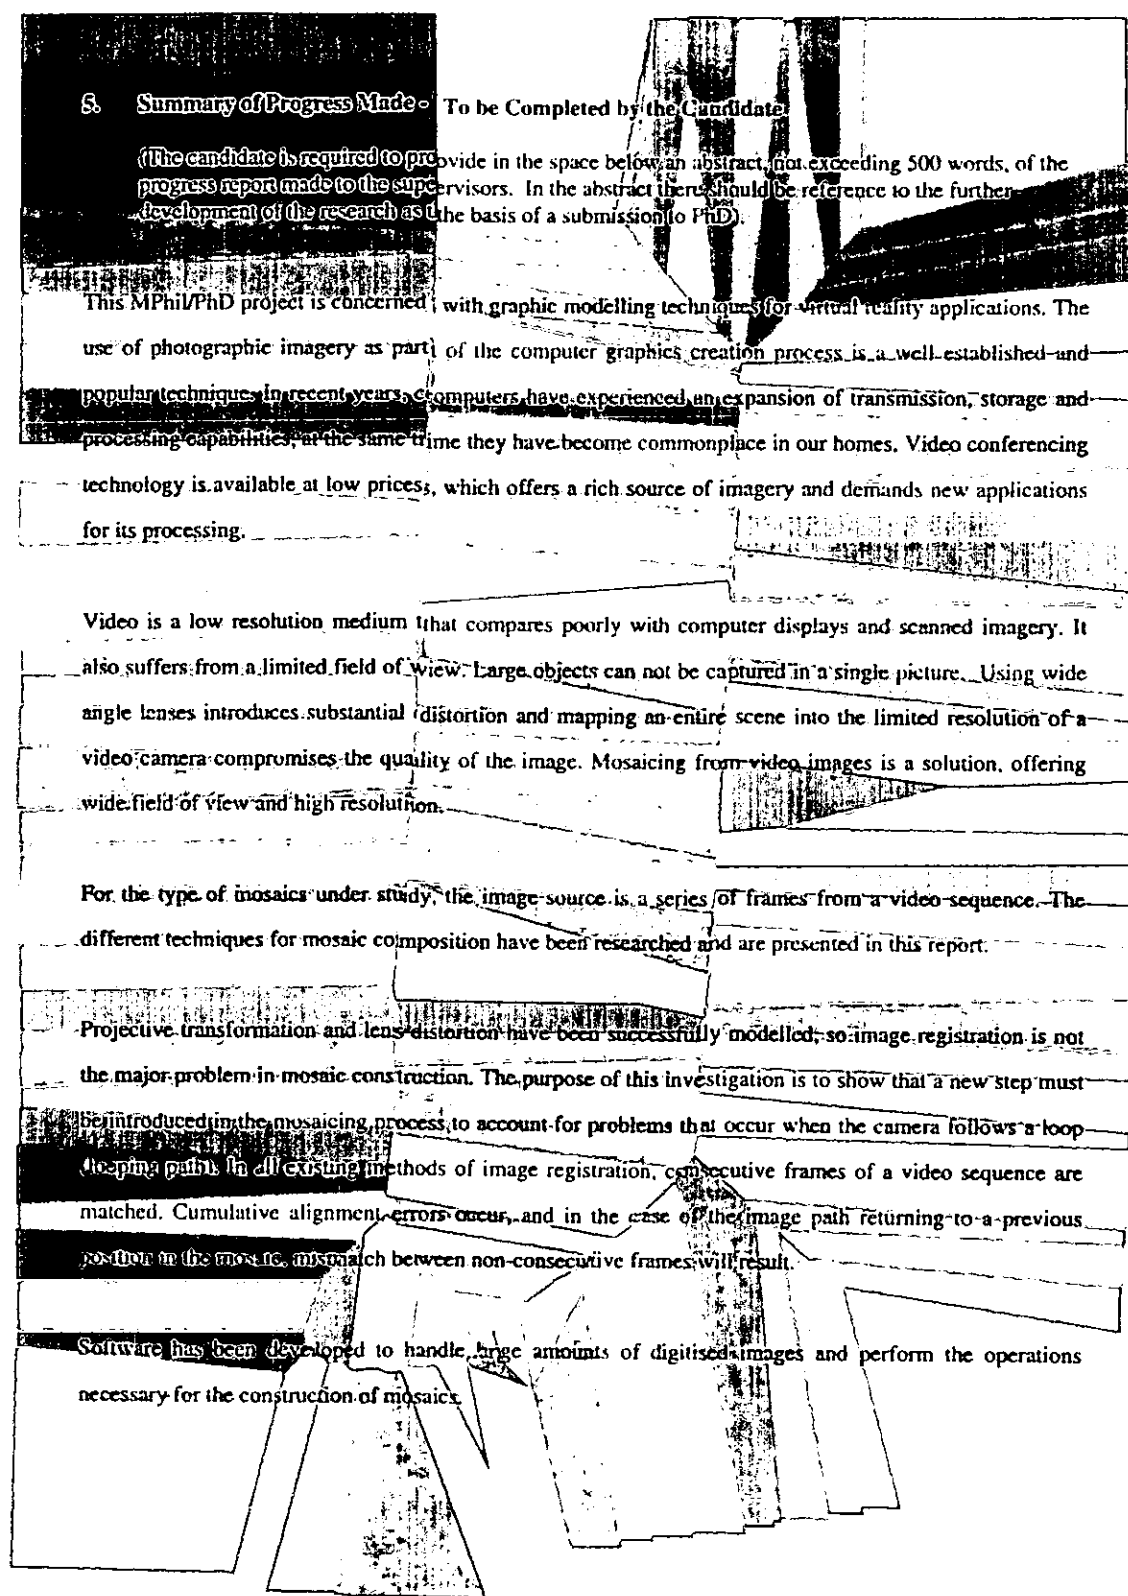 5. Summary of Progress Made - To be Completed by the Candidate
(The candidate is required to provide in the space below an abstract, not exceeding 500 words, of the
progress report made to the supervisors. In the abstract there should be reference to the further
development of the research as the basis of a submission to PhD).
This MPhil/PhD project is concerned with graphic modelling techniques for virtual reality applications. The
use of photographic imagery as part of the computer graphics creation process is a well established and
popular technique. In recent years, computers have experienced an expansion of transmission, storage and
processing capabilities, at the same time they have become commonplace in our homes. Video conferencing
technology is available at low prices, which offers a rich source of imagery and demands new applications
for its processing.
Video is a low resolution medium that compares poorly with computer displays and scanned imagery. It
also suffers from a limited field of view. Large objects can not be captured in a single picture. Using wide
angle lenses introduces substantial distortion and mapping an entire scene into the limited resolution of a
video camera compromises the quality of the image. Mosaicing from video images is a solution, offering
wide field of view and high resolution.
For the type of mosaics under study, the image source is a series of frames from a video sequence. The
different techniques for mosaic composition have been researched and are presented in this report.
Projective transformation and lens distortion have been successfully modelled, so image registration is not
the major problem in mosaic construction. The purpose of this investigation is to show that a new step must
be introduced in the mosaicing process to account for problems that occur when the camera follows a loop
(looping path). In all existing methods of image registration, consecutive frames of a video sequence are
matched. Cumulative alignment errors occur, and in the case of the image path returning to a previous
position in the mosaic, mismatch between non-consecutive frames will result.
Software has been developed to handle large amounts of digitised images and perform the operations
necessary for the construction of mosaics.